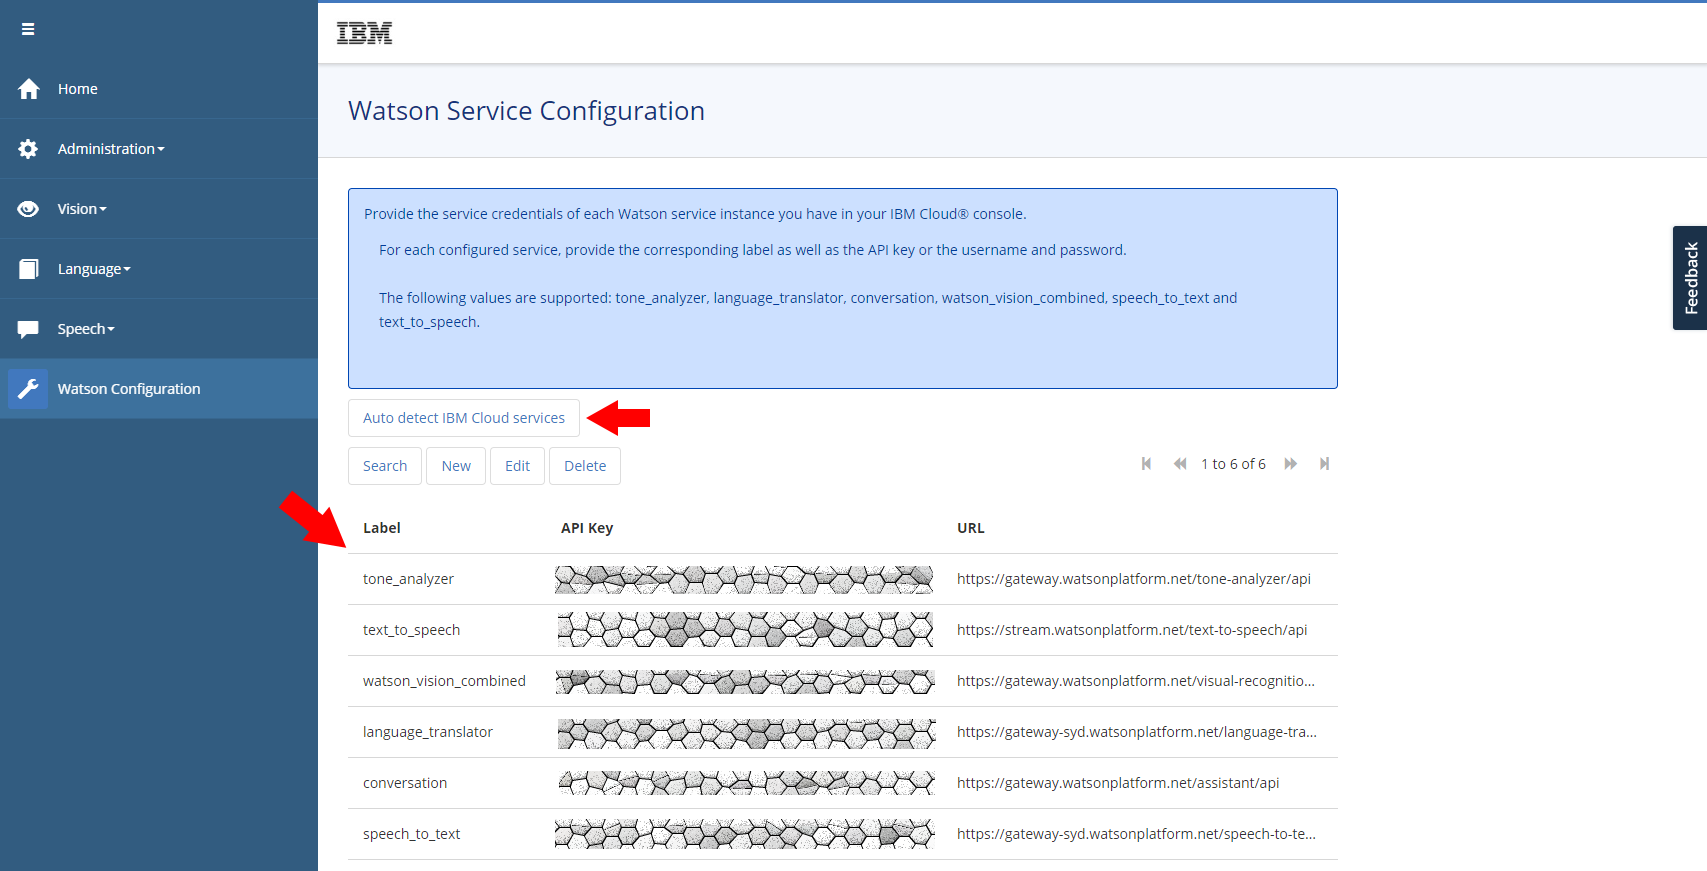 IBM
Home
Administration
Vision
Language
Speech
Watson Configuration
Watson Service Configuration
Provide the service credentials of each Watson service instance you have in your IBM Cloud® console.
For each configured service, provide the corresponding label as well as the API key or the username and password.
The following values are supported: tone_analyzer, language_translator, conversation, watson_vision_combined, speech_to_text and
text_to_speech.
Feedback
Auto detect IBM Cloud services
Search New Edit Delete 1 to 6 of 6
Label API Key URL
tone_analyzer https://gateway.watsonplatform.net/tone-analyzer/api
text_to_speech https://stream.watsonplatform.net/text-to-speech/api
watson_vision_combined https://gateway.watsonplatform.net/visual-recognitio...
language_translator https://gateway-syd.watsonplatform.net/language-tra...
conversation https://gateway.watsonplatform.net/assistant/api
speech_to_text https://gateway-syd.watsonplatform.net/speech-to-te...